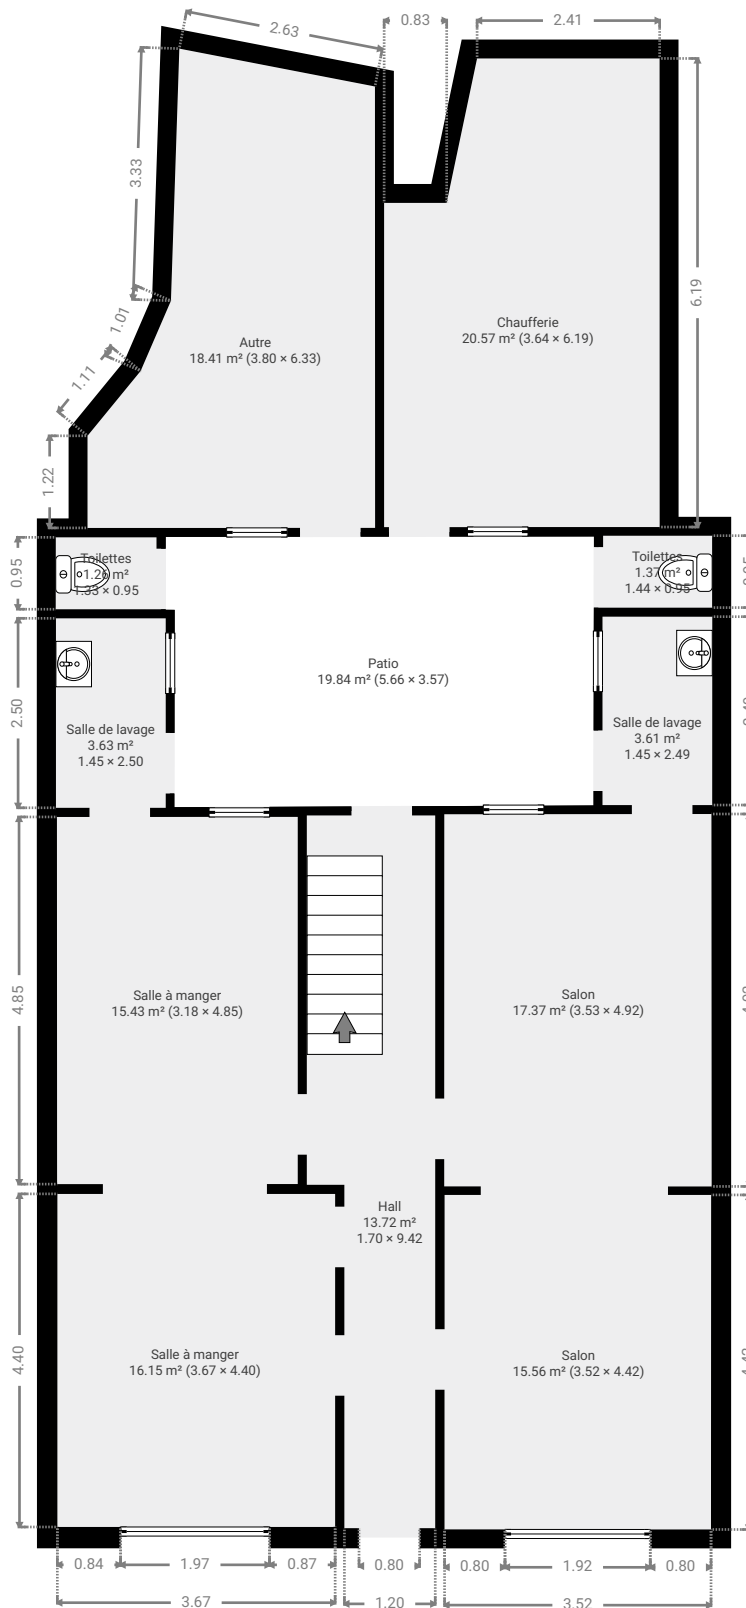 2.63
0.83
2.41
3.33
6.19
1.01
1.11
1.22
Autre
18.41 m² (3.80 × 6.33)
Chaufferie
20.57 m² (3.64 × 6.19)
0.95
Toilettes
1.26 m²
1.33 × 0.95
Toilettes
1.37 m²
1.44 × 0.95
Patio
19.84 m² (5.66 × 3.57)
2.50
Salle de lavage
3.63 m²
1.45 × 2.50
Salle de lavage
3.61 m²
1.45 × 2.49
4.85
Salle à manger
15.43 m² (3.18 × 4.85)
Salon
17.37 m² (3.53 × 4.92)
Hall
13.72 m²
1.70 × 9.42
4.40
Salle à manger
16.15 m² (3.67 × 4.40)
Salon
15.56 m² (3.52 × 4.42)
0.84
1.97
0.87
0.80
0.80
1.92
0.80
3.67
1.20
3.52